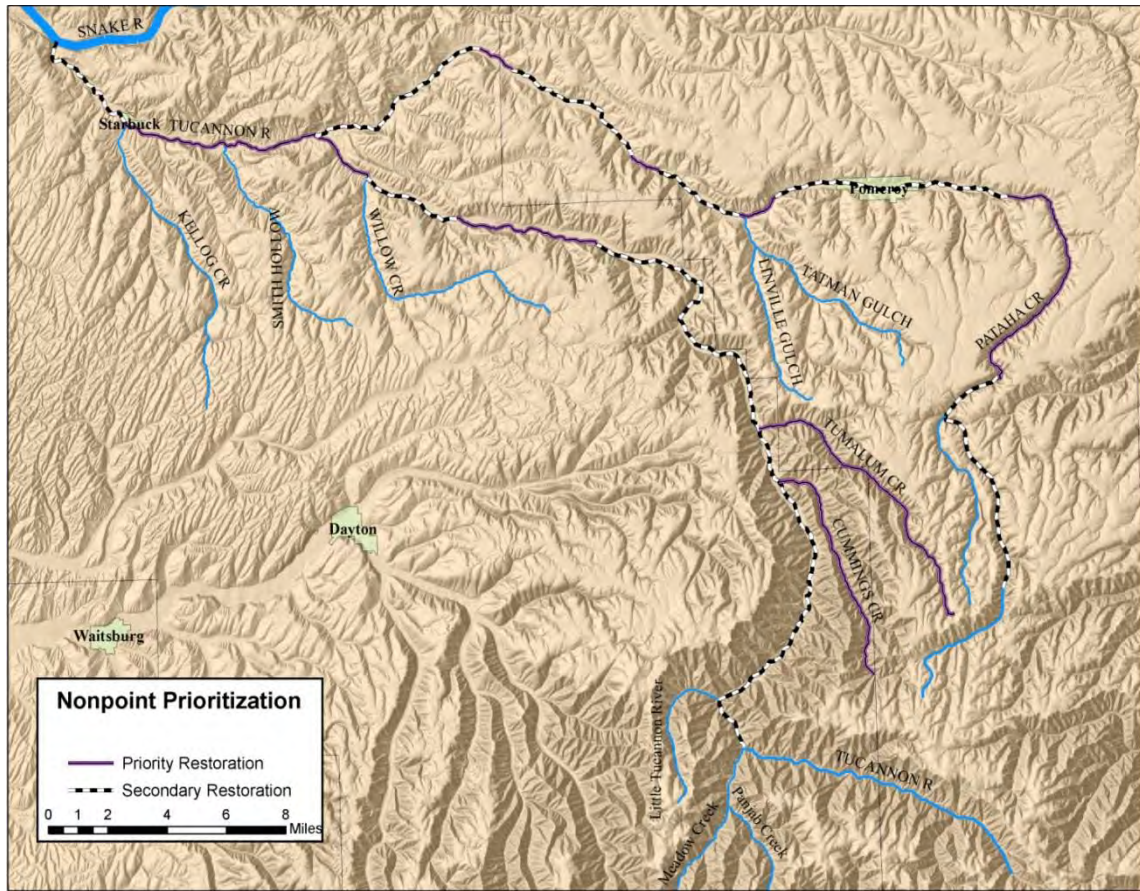 SNAKE R
Starbuck
TUCANNON R
Pomeroy
KELLOG CR
SMITH HOLLOW
WILLOW CR
LINVILLE GULCH
TATMAN GULCH
PATAHA CR
TUMALUM CR
CUMMINGS CR
Dayton
Waitsburg
Little Tucannon River
TUCANNON R
Meadow Creek
Panjab Creek
Nonpoint Prioritization
Priority Restoration
Secondary Restoration
0 1 2 4 6 8
Miles